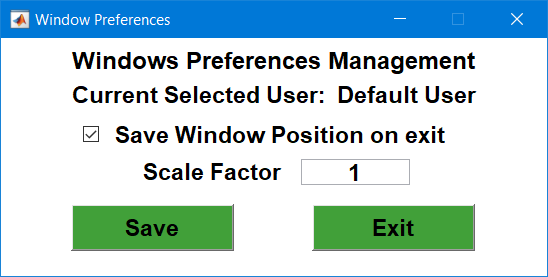 Window Preferences
Windows Preferences Management
Current Selected User: Default User
Save Window Position on exit
Scale Factor 1
Save Exit